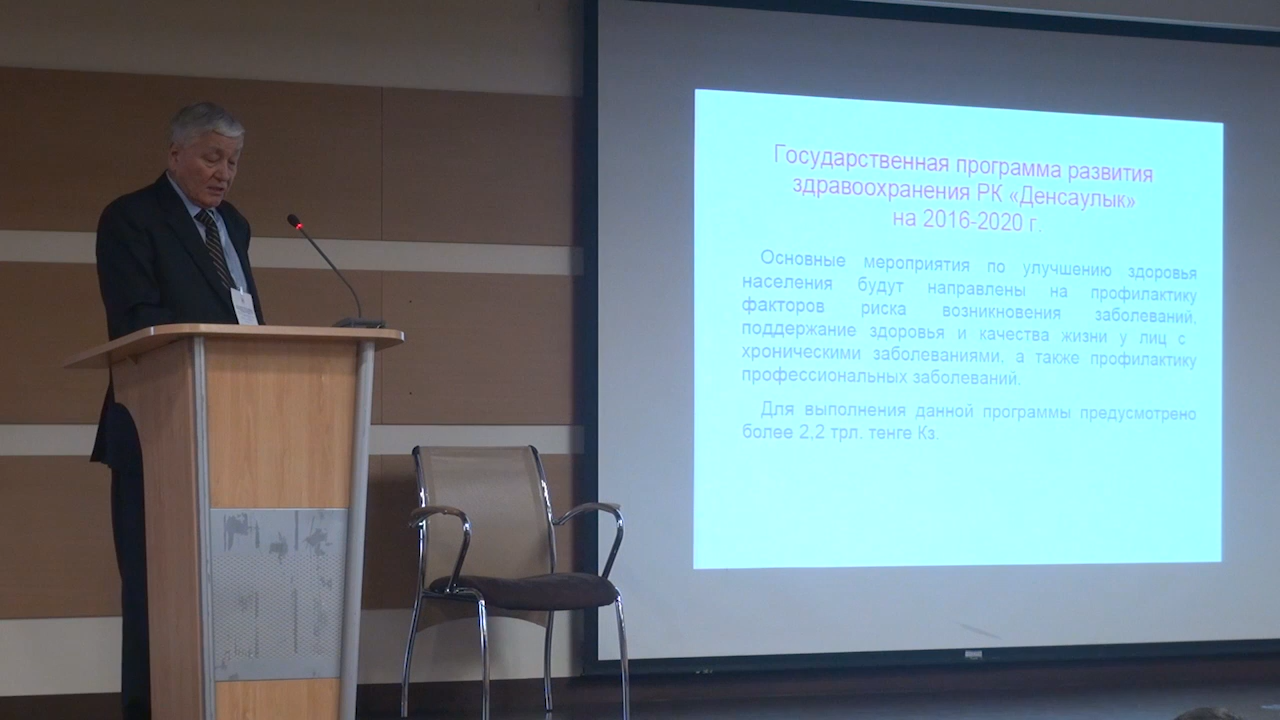 Государственная программа развития
здравоохранения РК «Денсаулык»
на 2016-2020 г.
Основные мероприятия по улучшению здоровья
населения будут направлены на профилактику
факторов риска возникновения заболеваний,
поддержание здоровья и качества жизни у лиц с
хроническими заболеваниями, а также профилактику
профессиональных заболеваний.
Для выполнения данной программы предусмотрено
более 2,2 трл. тенге Кз.